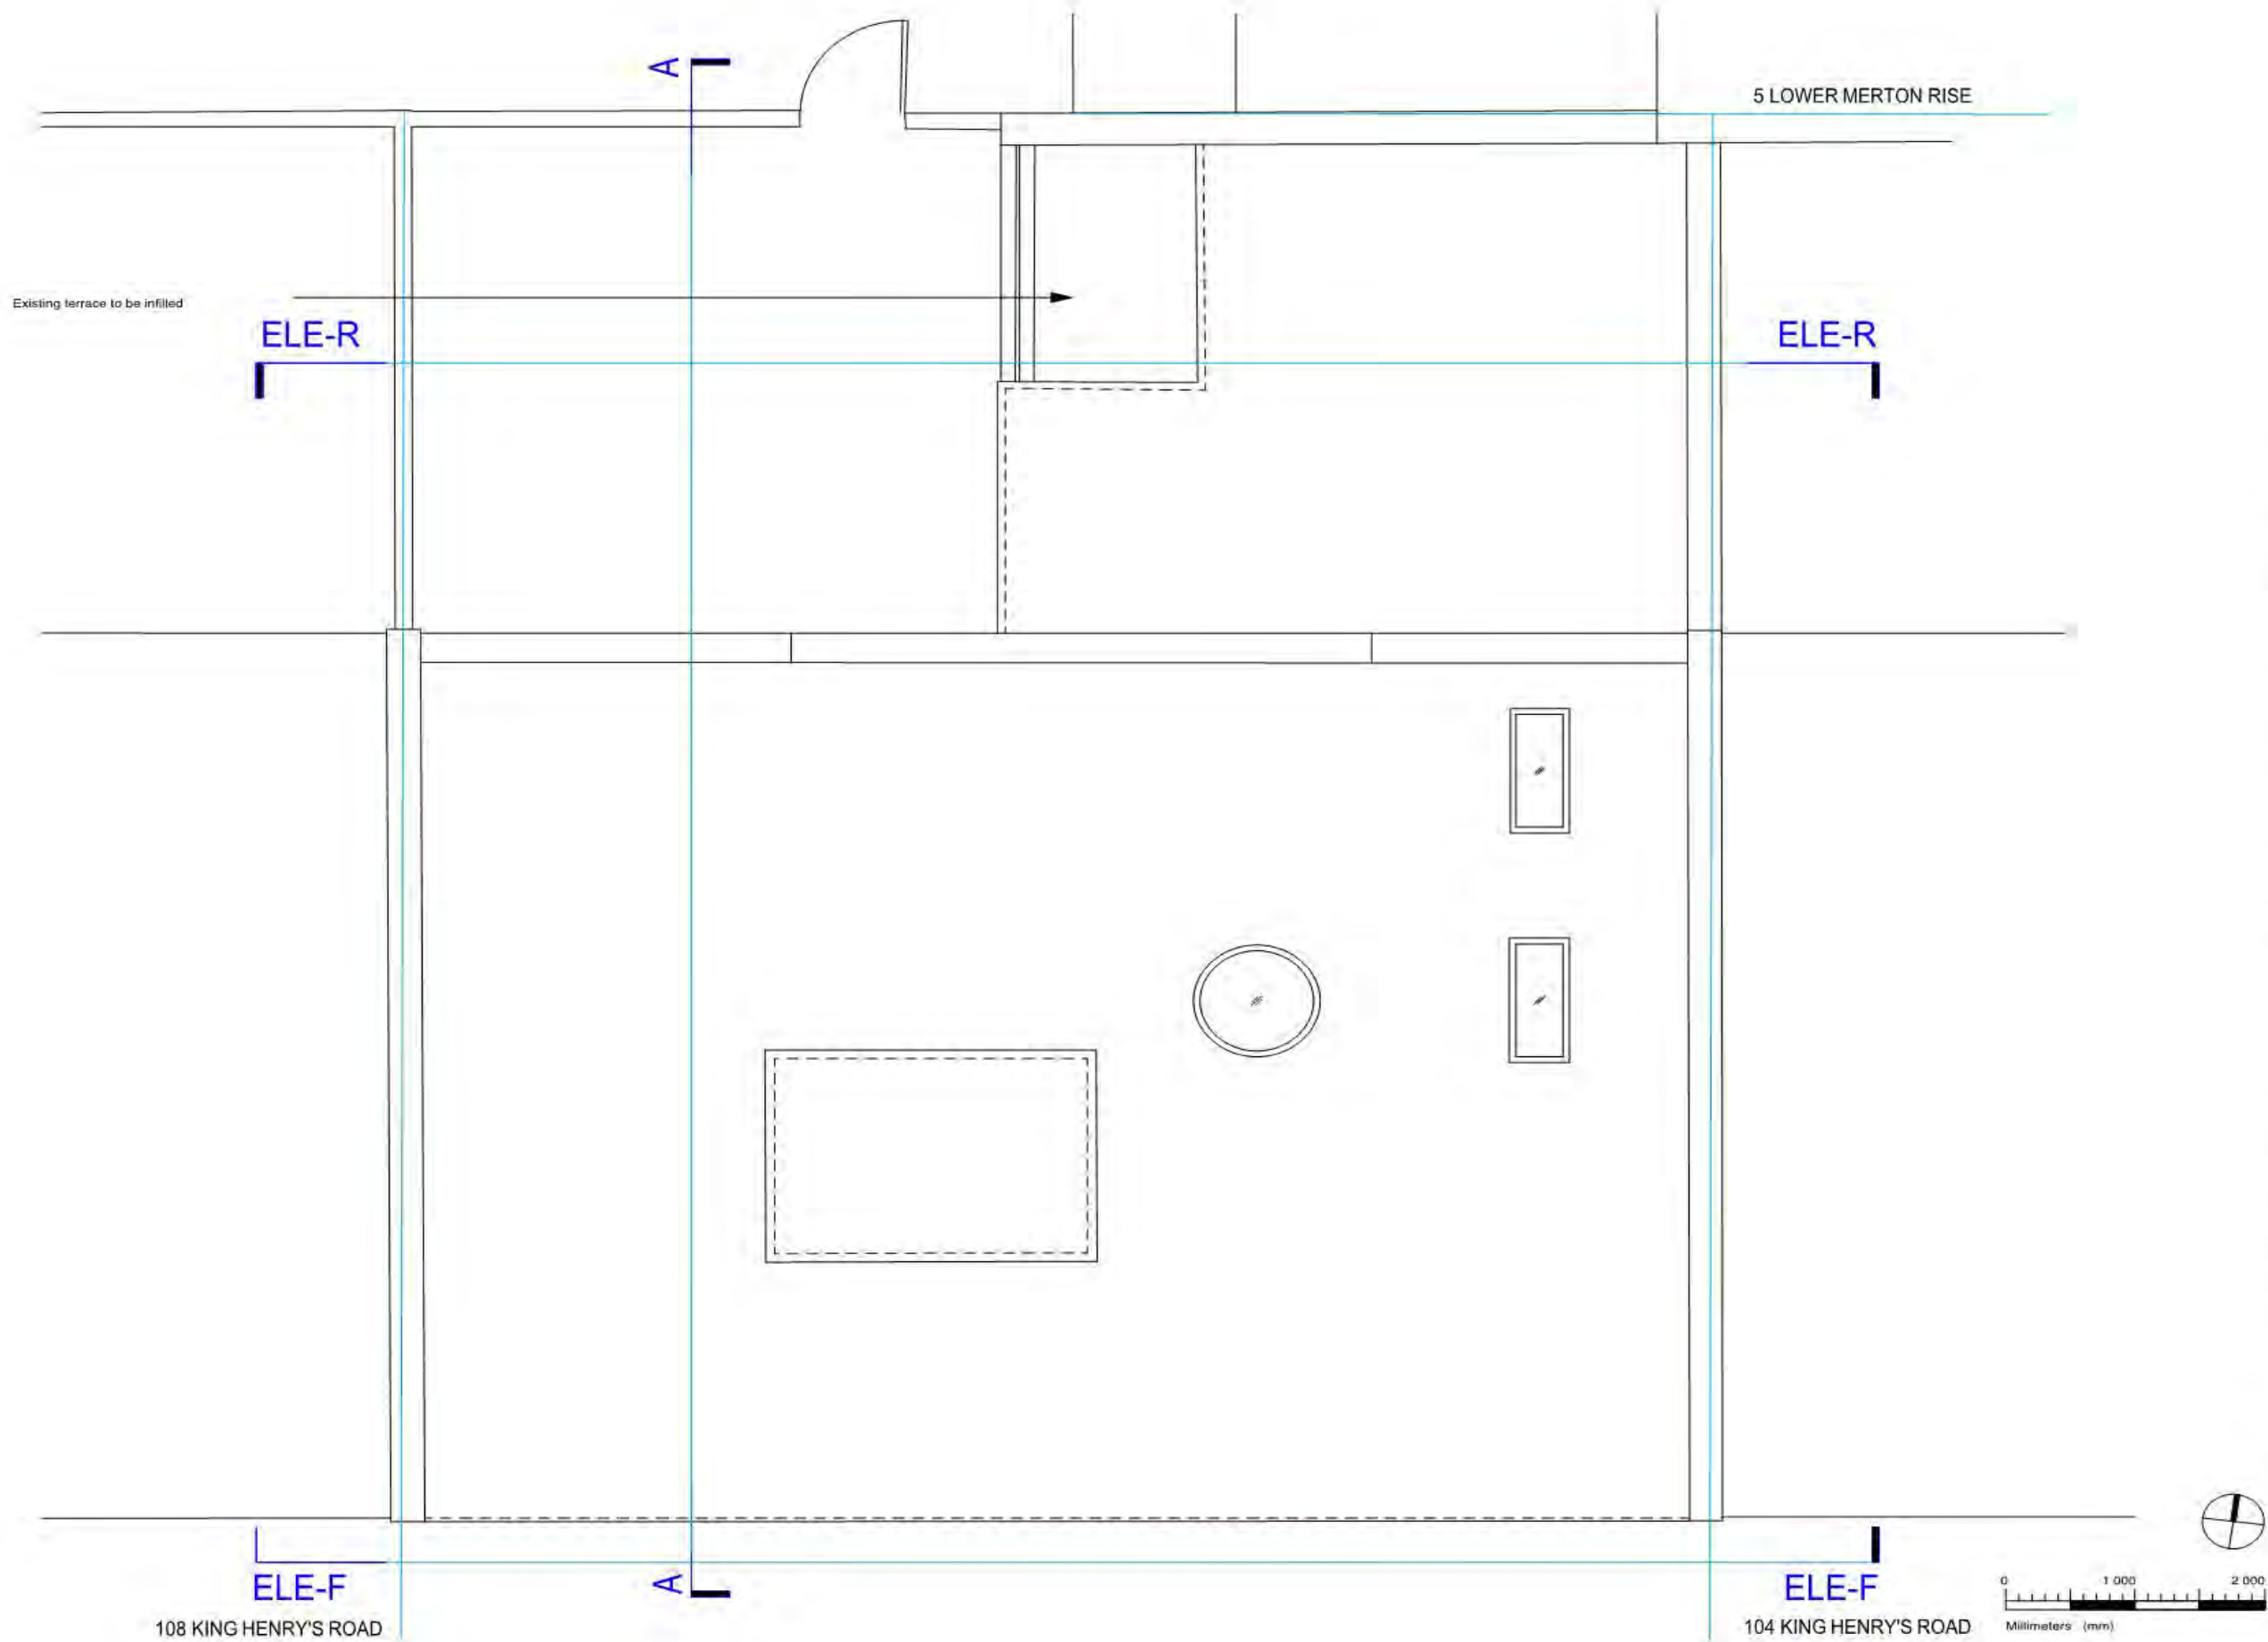 A
5 LOWER MERTON RISE
Existing terrace to be infilled
ELE-R
ELE-R
ELE-F
A
ELE-F
108 KING HENRY'S ROAD
104 KING HENRY'S ROAD
0 1 000 2 000
Millimeters (mm)